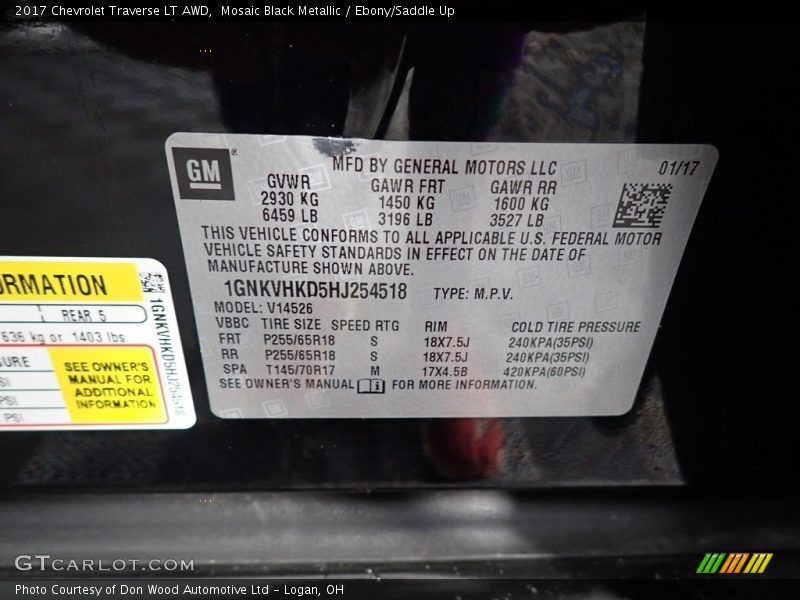 2017 Chevrolet Traverse LT AWD,  Mosaic Black Metallic / Ebony/Saddle Up
GM
MFD BY GENERAL MOTORS LLC
01/17
GVWR GAWR FRT GAWR RR
2930 KG 1450 KG 1600 KG
6459 LB 3196 LB 3527 LB
THIS VEHICLE CONFORMS TO ALL APPLICABLE U.S. FEDERAL MOTOR
VEHICLE SAFETY STANDARDS IN EFFECT ON THE DATE OF
MANUFACTURE SHOWN ABOVE.
1GNKVHKD5HJ254518 TYPE: M.P.V.
MODEL: V14526
VBBC TIRE SIZE SPEED RTG RIM COLD TIRE PRESSURE
FRT P255/65R18 S 18X7.5J 240KPA(35PSI)
RR P255/65R18 S 18X7.5J 240KPA(35PSI)
SPA T145/70R17 M 17X4.5B 420KPA(60PSI)
SEE OWNER'S MANUAL FOR MORE INFORMATION.
ORMATION
REAR 5
636 kg or 1403 lbs
SURE
SI
PSI
PSI
SEE OWNER'S
MANUAL FOR
ADDITIONAL
INFORMATION
1GNKVHKD5HJ254518
GTCARLOT.COM
Photo Courtesy of Don Wood Automotive Ltd - Logan, OH